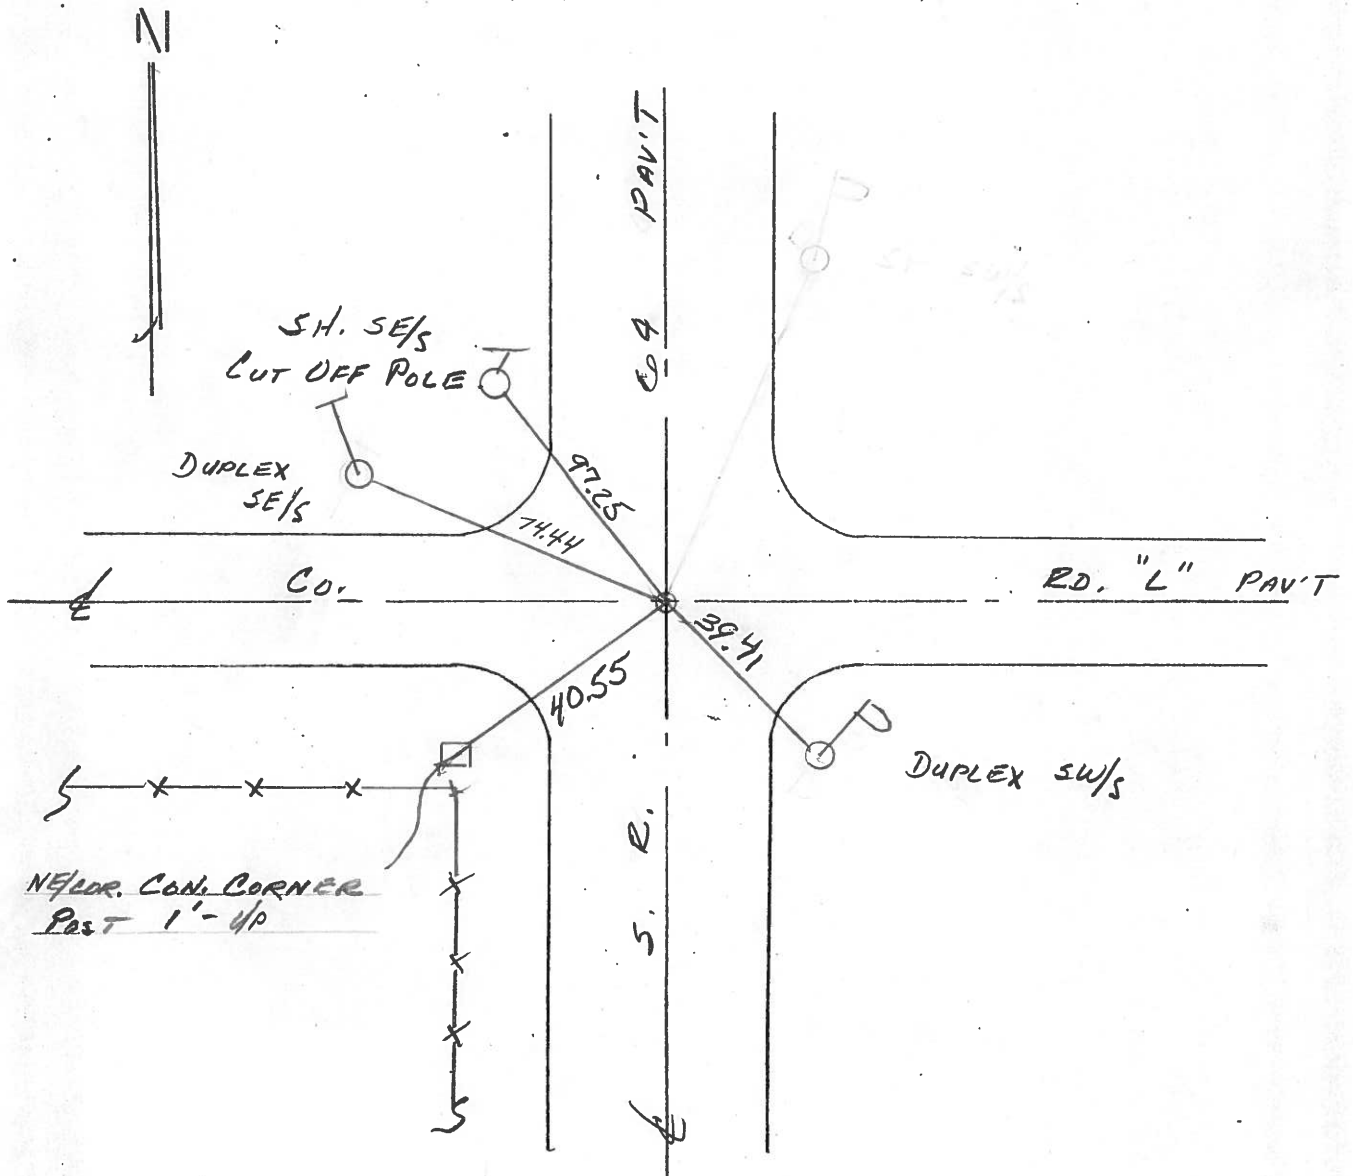 N
PAV'T
SH. SE/S
CUT OFF POLE
64
DUPLEX
SE/S
97.25
74.44
CO.
RD. "L" PAV'T
39.41
40.55
DUPLEX SW/S
S. R.
NE/COR. CON. CORNER
POST 1'- UP